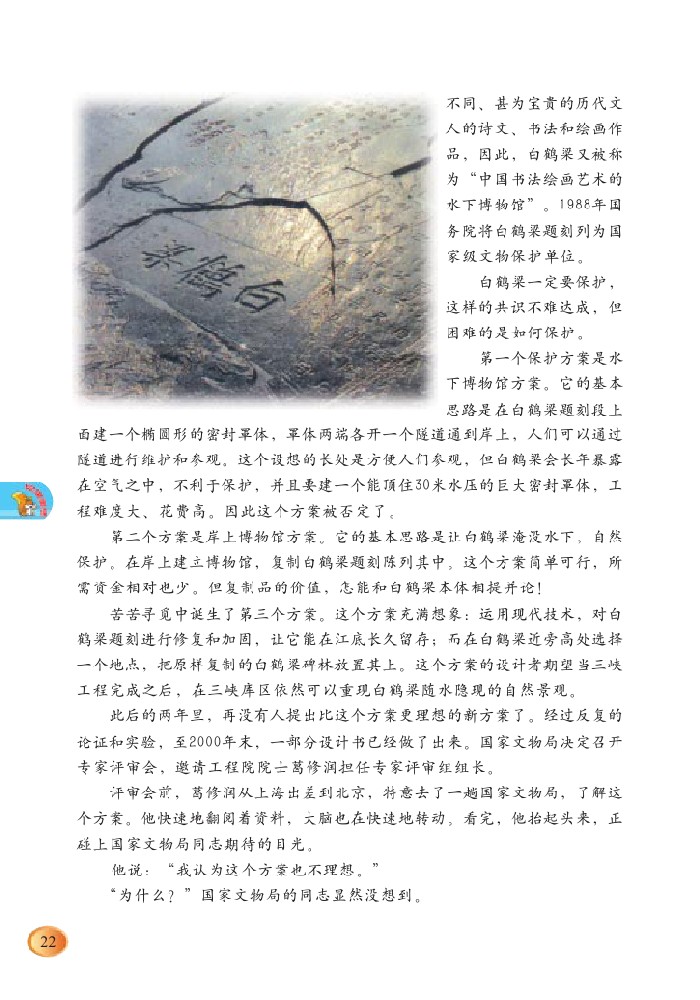 梁鹤白
不同、甚为宝贵的历代文
人的诗文、书法和绘画作
品，因此，白鹤梁又被称
为“中国书法绘画艺术的
水下博物馆”。1988年国
务院将白鹤梁题刻列为国
家级文物保护单位。
白鹤梁一定要保护，
这样的共识不难达成，但
困难的是如何保护。
第一个保护方案是水
下博物馆方案。它的基本
思路是在白鹤梁题刻段上
面建一个椭圆形的密封罩体，罩体两端各开一个隧道通到岸上，人们可以通过
隧道进行维护和参观。这个设想的长处是方便人们参观，但白鹤梁会长年暴露
在空气之中，不利于保护，并且要建一个能顶住30米水压的巨大密封罩体，工
程难度大、花费高。因此这个方案被否定了。
第二个方案是岸上博物馆方案。它的基本思路是让白鹤梁淹没水下，自然
保护。在岸上建立博物馆，复制白鹤梁题刻陈列其中。这个方案简单可行，所
需资金相对也少。但复制品的价值，怎能和白鹤梁本体相提并论！
苦苦寻觅中诞生了第三个方案。这个方案充满想象：运用现代技术，对白
鹤梁题刻进行修复和加固，让它能在江底长久留存；而在白鹤梁近旁高处选择
一个地点，把原样复制的白鹤梁碑林放置其上。这个方案的设计者期望当三峡
工程完成之后，在三峡库区依然可以重现白鹤梁随水隐现的自然景观。
此后的两年里，再没有人提出比这个方案更理想的新方案了。经过反复的
论证和实验，至2000年末，一部分设计书已经做了出来。国家文物局决定召开
专家评审会，邀请工程院院士葛修润担任专家评审组组长。
评审会前，葛修润从上海出差到北京，特意去了一趟国家文物局，了解这
个方案。他快速地翻阅着资料，大脑也在快速地转动。看完，他抬起头来，正
碰上国家文物局同志期待的目光。
他说：“我认为这个方案也不理想。”
“为什么？”国家文物局的同志显然没想到。
22